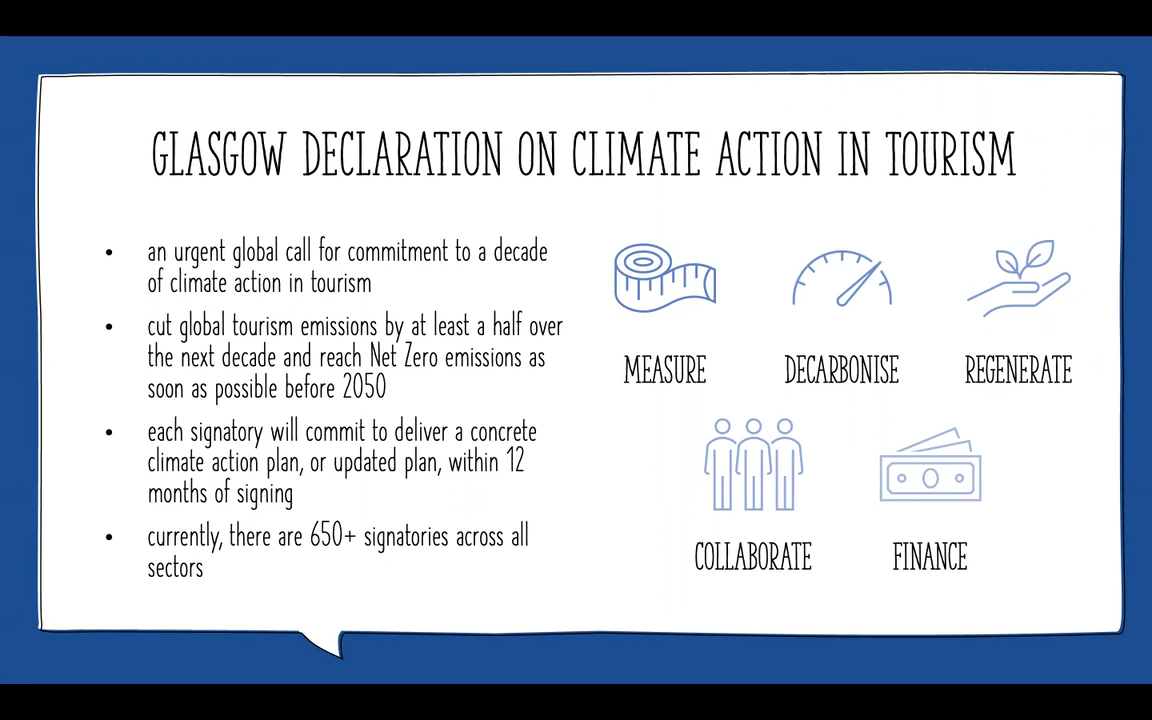 GLASGOW DECLARATION ON CLIMATE ACTION IN TOURISM
• an urgent global call for commitment to a decade
of climate action in tourism
• cut global tourism emissions by at least a half over
the next decade and reach Net Zero emissions as
soon as possible before 2050
• each signatory will commit to deliver a concrete
climate action plan, or updated plan, within 12
months of signing
• currently, there are 650+ signatories across all
sectors
MEASURE
DECARBONISE
REGENERATE
COLLABORATE
FINANCE